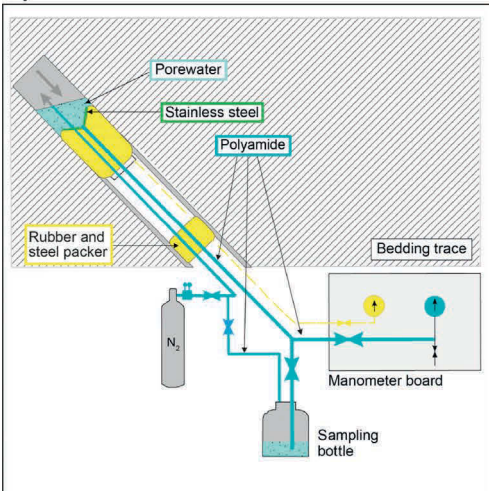 Porewater
Stainless steel
Polyamide
Rubber and
steel packer
Bedding trace
N2
Manometer board
Sampling
bottle